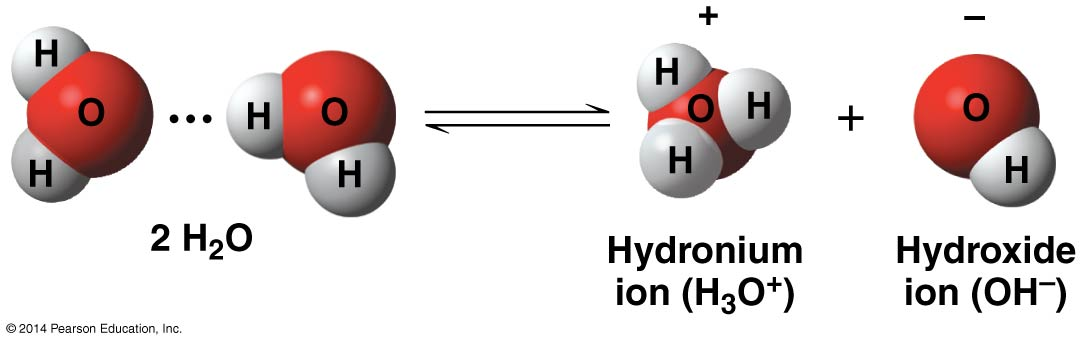 + −
H O H ... H O H H O H H + O H
2 H₂O
Hydronium Hydroxide
ion (H₃O⁺) ion (OH⁻)
© 2014 Pearson Education, Inc.